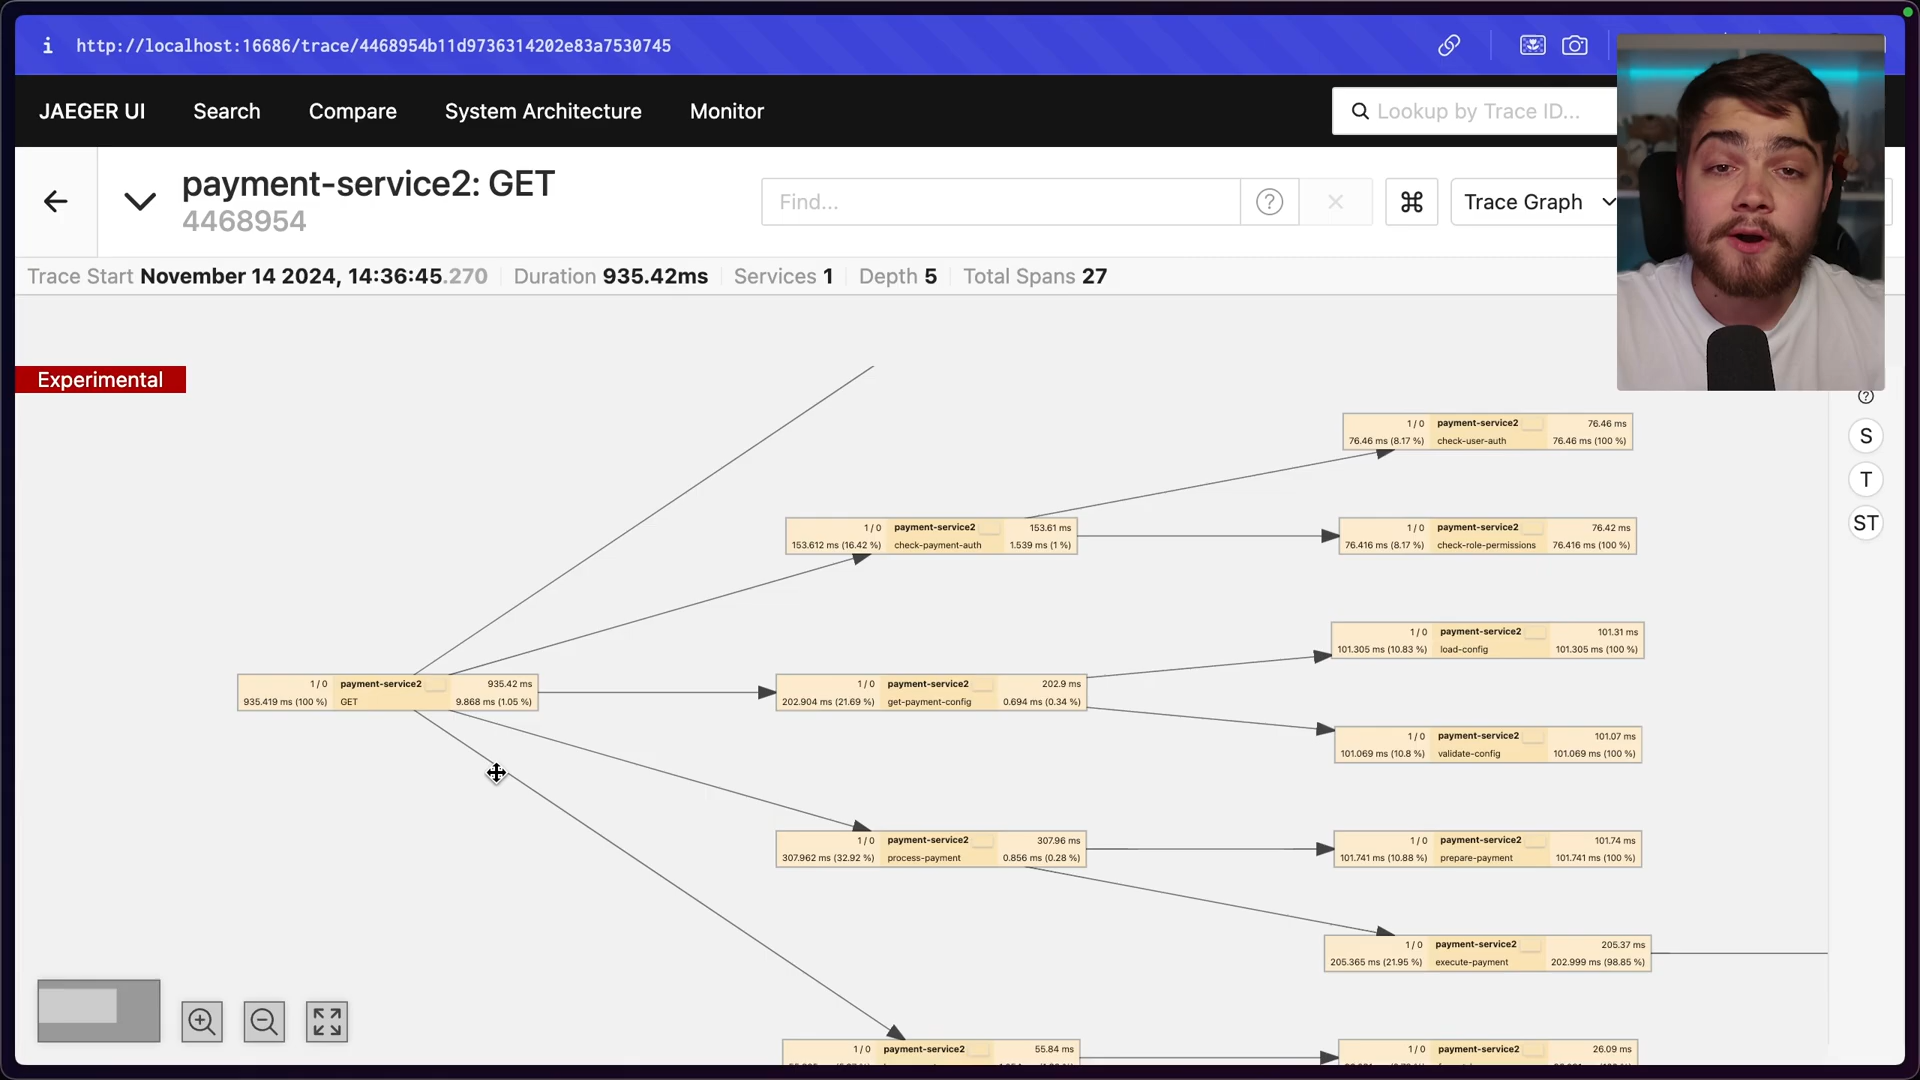 i http://localhost:16686/trace/4468954b11d9736314202e83a7530745
JAEGER UI Search Compare System Architecture Monitor Lookup by Trace ID...
payment-service2: GET
4468954
Find... ? Trace Graph
Trace Start November 14 2024, 14:36:45.270 Duration 935.42ms Services 1 Depth 5 Total Spans 27
Experimental
?
S
T
ST
1 / 0 payment-service2 76.46 ms
76.46 ms (8.17 %) check-user-auth 76.46 ms (100 %)
1 / 0 payment-service2 153.61 ms
153.612 ms (16.42 %) check-payment-auth 1.539 ms (1 %)
1 / 0 payment-service2 76.42 ms
76.416 ms (8.17 %) check-role-permissions 76.416 ms (100 %)
1 / 0 payment-service2 101.31 ms
101.305 ms (10.83 %) load-config 101.305 ms (100 %)
1 / 0 payment-service2 935.42 ms
935.419 ms (100 %) GET 9.868 ms (1.05 %)
1 / 0 payment-service2 202.9 ms
202.904 ms (21.69 %) get-payment-config 0.694 ms (0.34 %)
1 / 0 payment-service2 101.07 ms
101.069 ms (10.8 %) validate-config 101.069 ms (100 %)
1 / 0 payment-service2 307.96 ms
307.962 ms (32.92 %) process-payment 0.856 ms (0.28 %)
1 / 0 payment-service2 101.74 ms
101.741 ms (10.88 %) prepare-payment 101.741 ms (100 %)
1 / 0 payment-service2 205.37 ms
205.365 ms (21.95 %) execute-payment 202.999 ms (98.85 %)
1 / 0 payment-service2 55.84 ms
1 / 0 payment-service2 26.09 ms